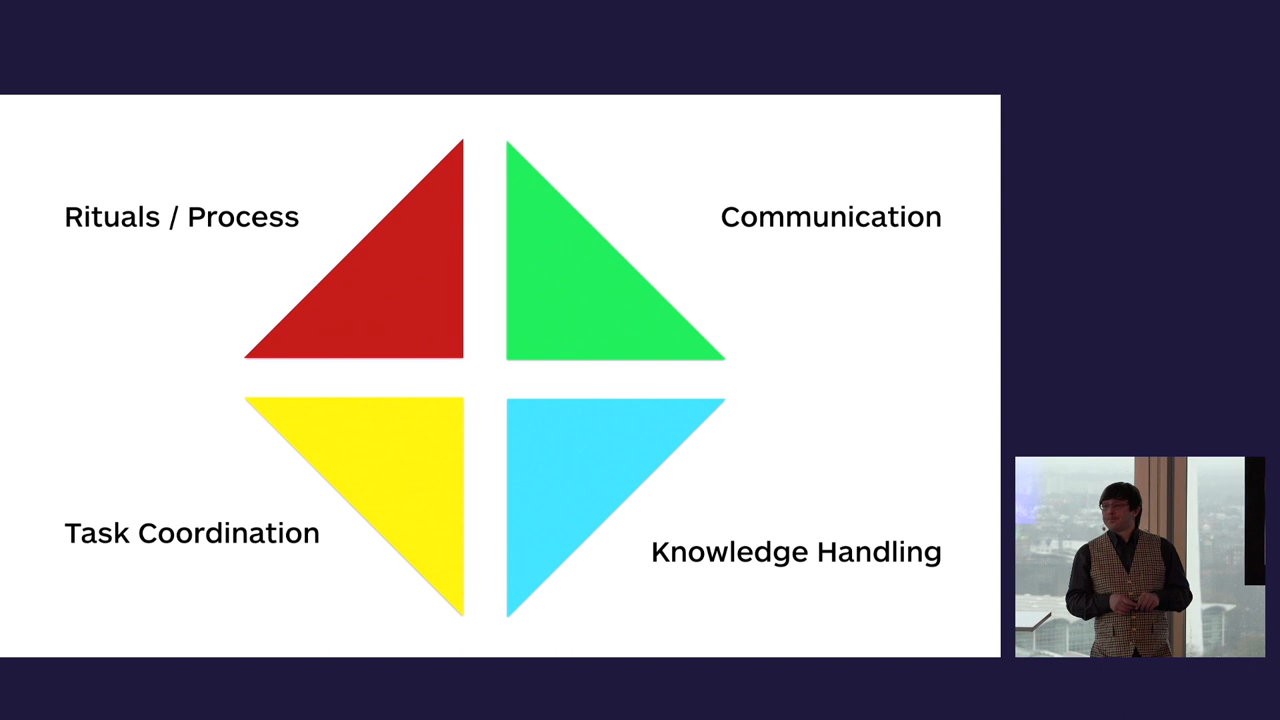 Rituals / Process
Communication
Task Coordination
Knowledge Handling